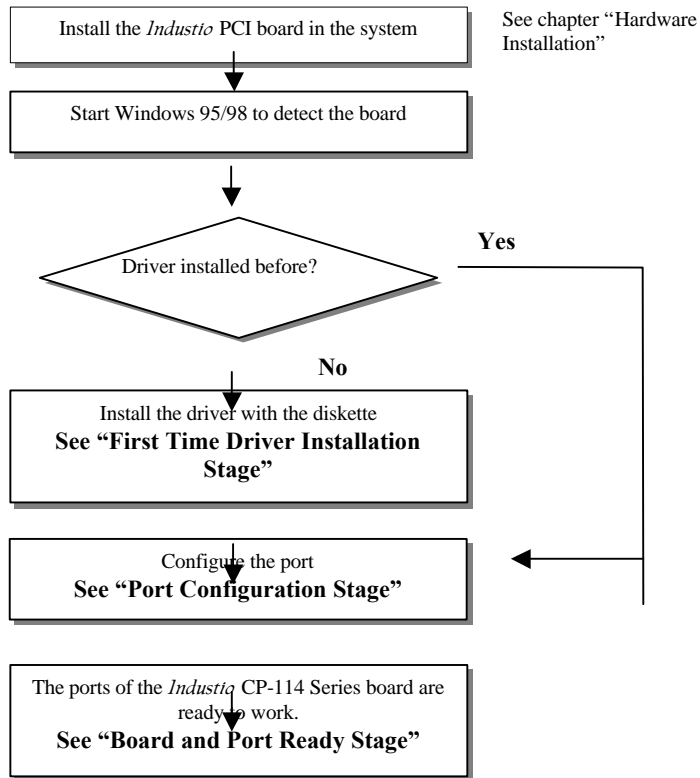 Install the Industio PCI board in the system
See chapter “Hardware
Installation”
Start Windows 95/98 to detect the board
Yes
Driver installed before?
No
Install the driver with the diskette
See “First Time Driver Installation
Stage”
Configure the port
See “Port Configuration Stage”
The ports of the Industio CP-114 Series board are
ready to work.
See “Board and Port Ready Stage”